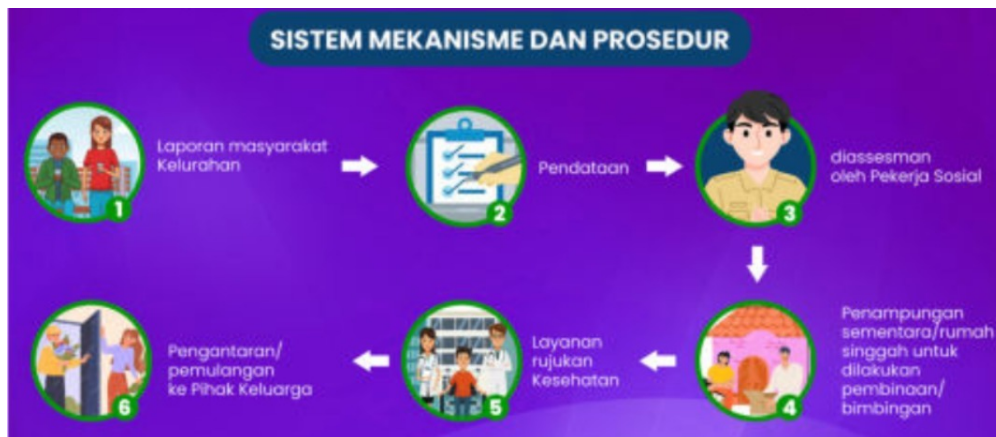 SISTEM MEKANISME DAN PROSEDUR
Laporan masyarakat
Kelurahan
1
Pendataan
2
diassesman
oleh Pekerja Sosial
3
Penampungan
sementara/rumah
singgah untuk
dilakukan
pembinaan/
bimbingan
4
Layanan
rujukan
Kesehatan
5
Pengantaran/
pemulangan
ke Pihak Keluarga
6